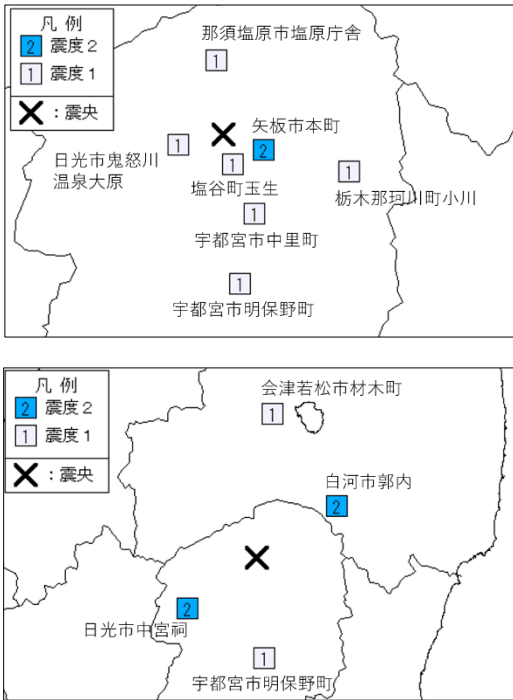 凡例
2 震度2
1 震度1
×：震央
那須塩原市塩原庁舎
1
矢板市本町
2
日光市鬼怒川
温泉大原
1
1
塩谷町玉生
1
栃木那珂川町小川
1
宇都宮市中里町
1
宇都宮市明保野町
凡例
2 震度2
1 震度1
×：震央
会津若松市材木町
1
白河市郭内
2
2
日光市中宮祠
1
宇都宮市明保野町